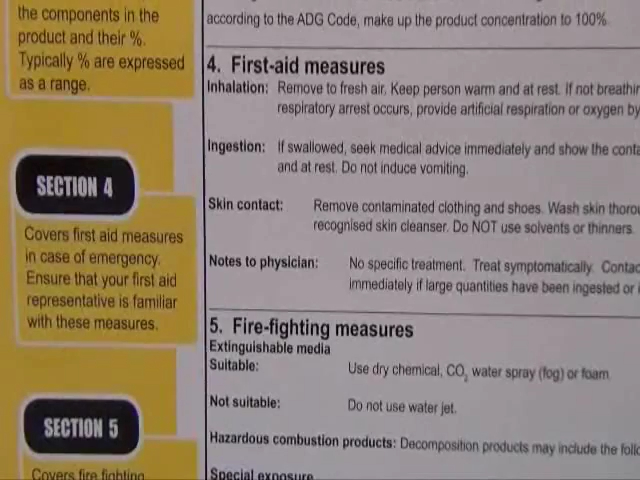 the components in the
product and their %.
Typically % are expressed
as a range.
SECTION 4
Covers first aid measures
in case of emergency.
Ensure that your first aid
representative is familiar
with these measures.
SECTION 5
Covers fire fighting
according to the ADG Code, make up the product concentration to 100%.
4. First-aid measures
Inhalation: Remove to fresh air. Keep person warm and at rest. If not
respiratory arrest occurs, provide artificial respiration or oxygen by
Ingestion: If swallowed, seek medical advice immediately and show the
and at rest. Do not induce vomiting.
Skin contact: Remove contaminated clothing and shoes. Wash skin
recognised skin cleanser. Do NOT use solvents or thinners.
Notes to physician: No specific treatment. Treat symptomatically.
immediately if large quantities have been ingested or
5. Fire-fighting measures
Extinguishable media
Suitable: Use dry chemical, CO₂ water spray (fog) or foam.
Not suitable: Do not use water jet.
Hazardous combustion products: Decomposition products may include the
Special exposure